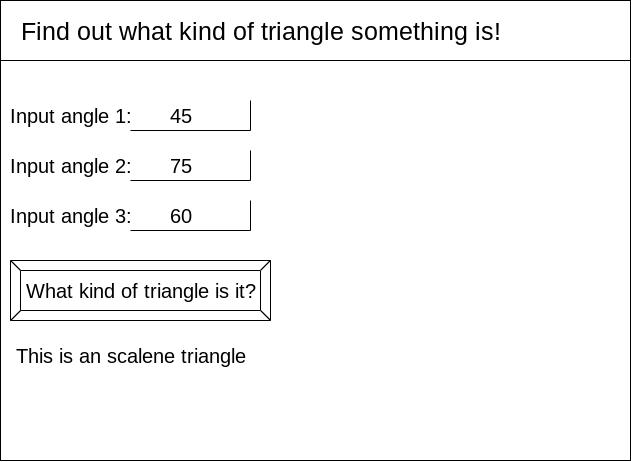 Find out what kind of triangle something is!
Input angle 1: 45
Input angle 2: 75
Input angle 3: 60
What kind of triangle is it?
This is an scalene triangle